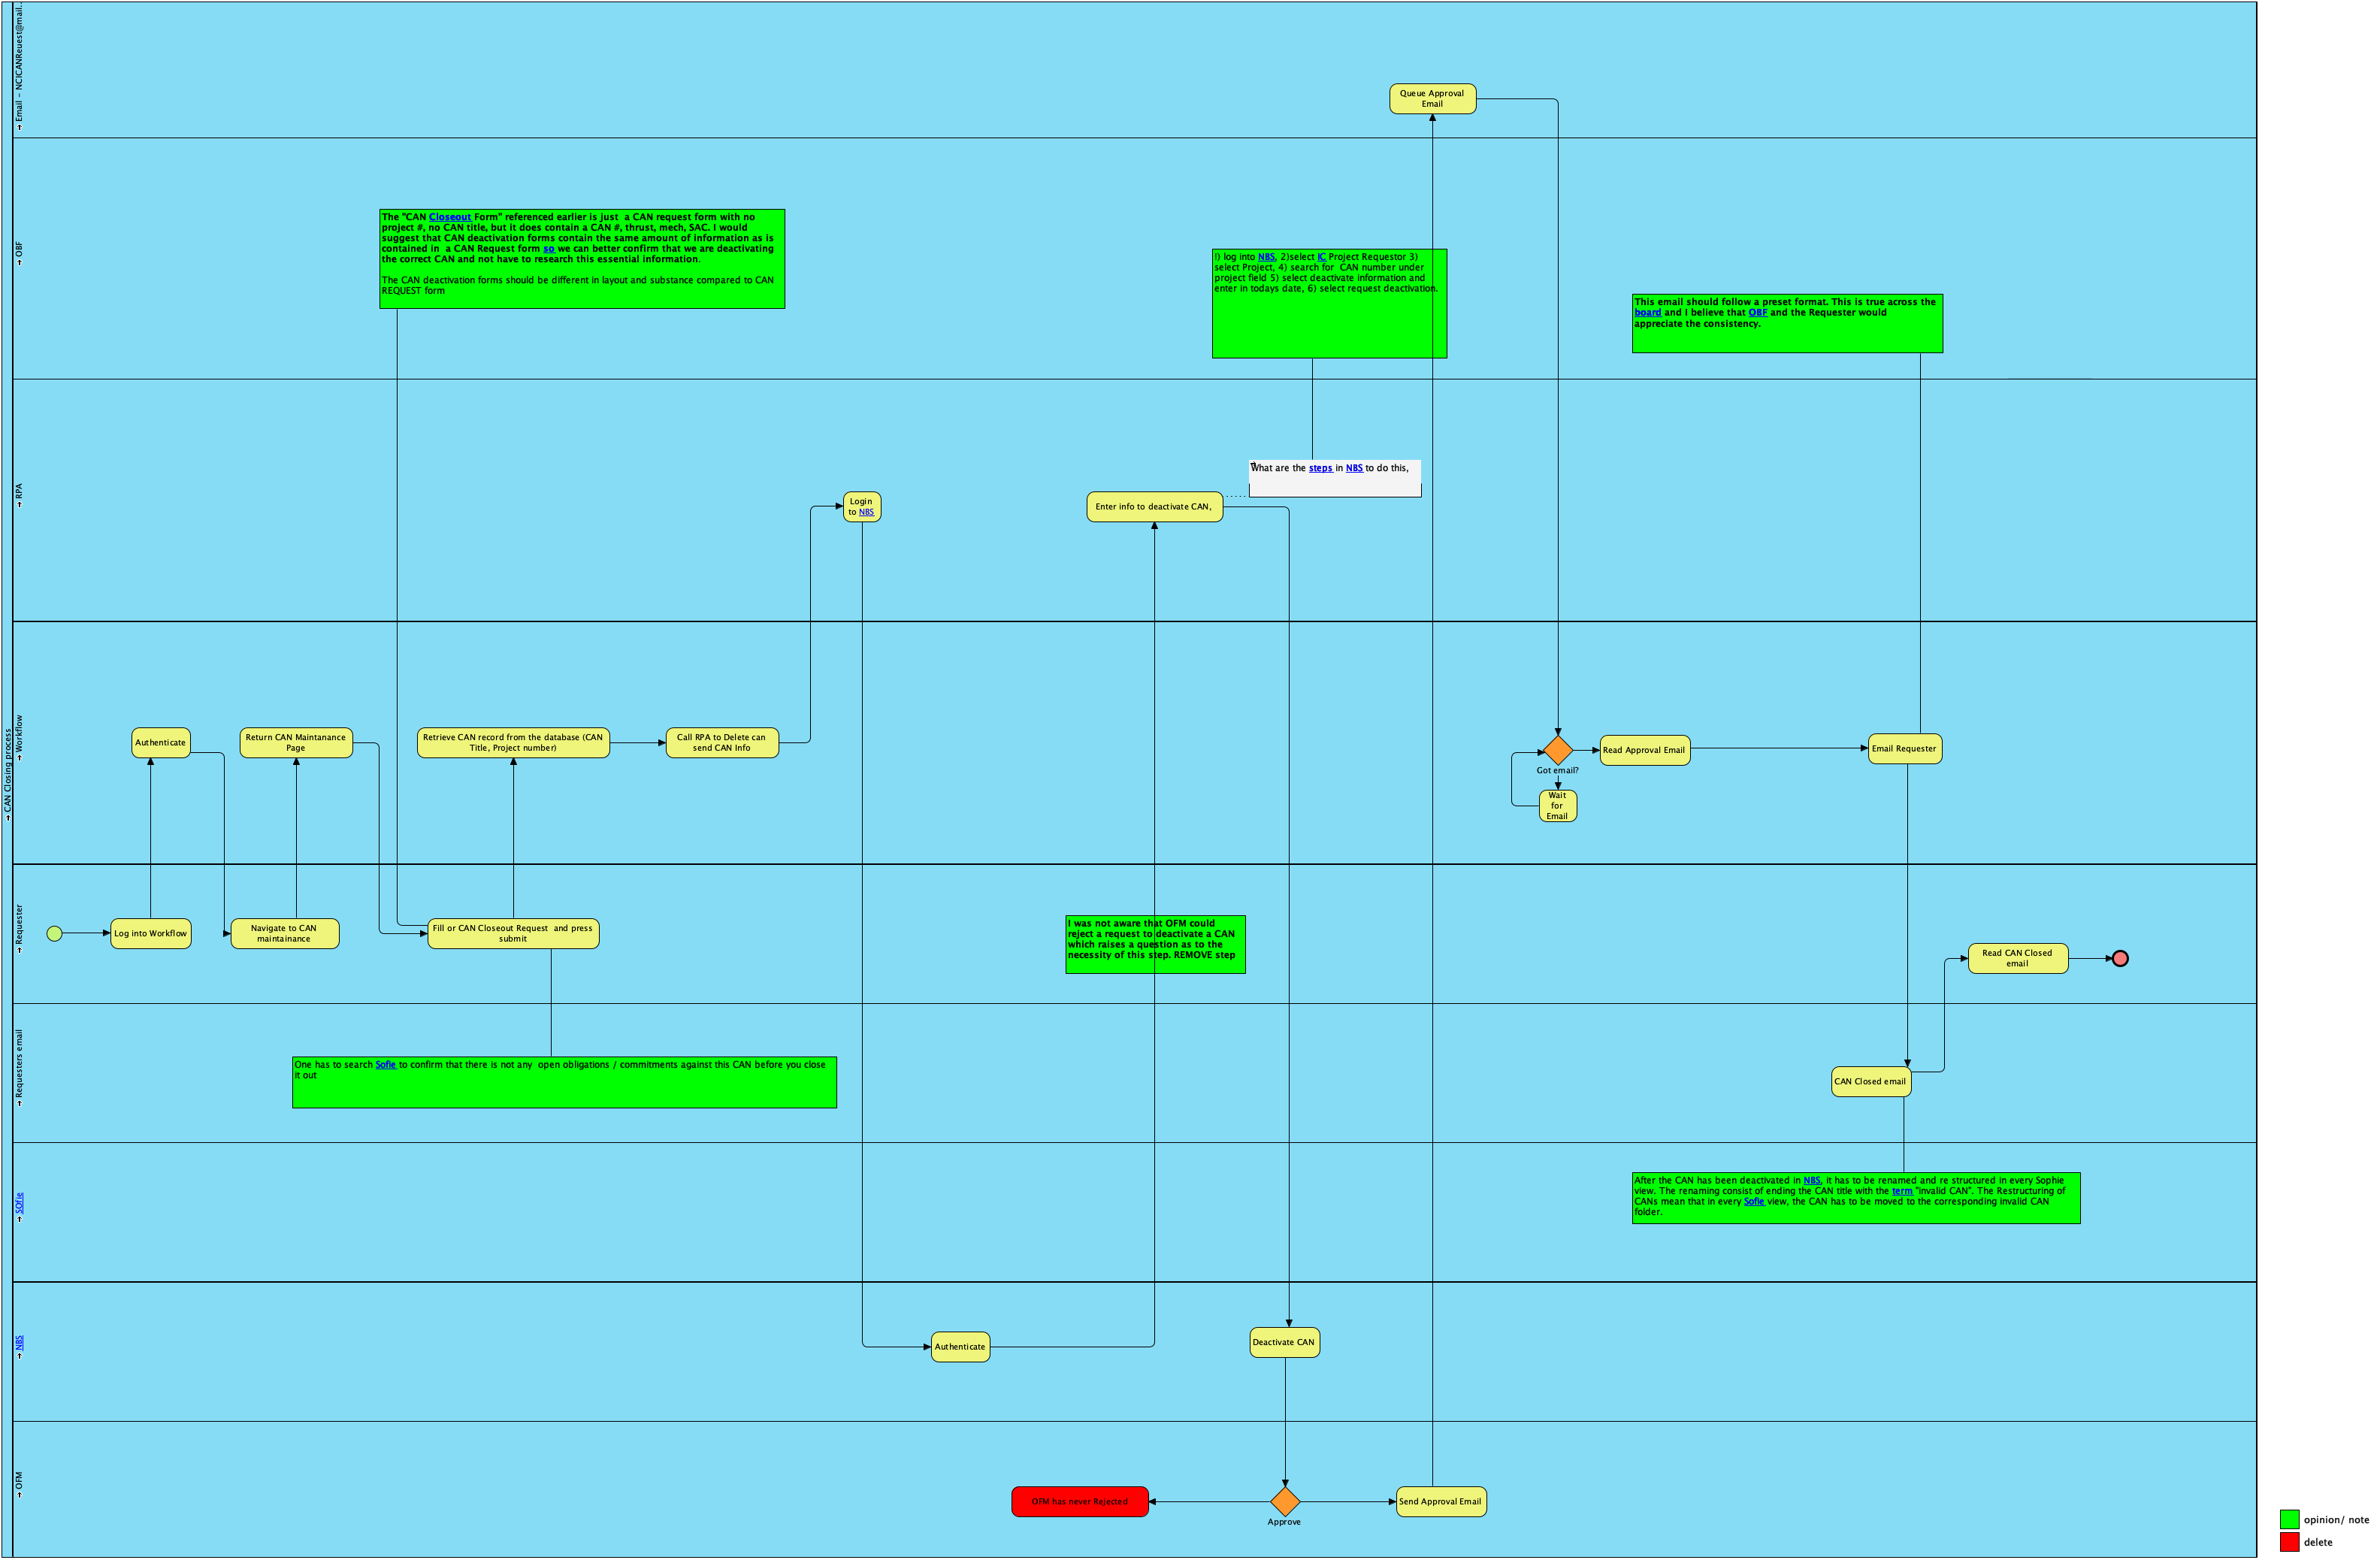 CAN Closing process
Email - NCICANReuest@mail...
Queue Approval
Email
OBF
The "CAN Closeout Form" referenced earlier is just  a CAN request form with no
project #, no CAN title, but it does contain a CAN #, thrust, mech, SAC. I would
suggest that CAN deactivation forms contain the same amount of information as is
contained in  a CAN Request form so we can better confirm that we are deactivating
the correct CAN and not have to research this essential information.
The CAN deactivation forms should be different in layout and substance compared to CAN
REQUEST form
!) log into NBS, 2)select IC Project Requestor 3)
select Project, 4) search for  CAN number under
project field 5) select deactivate information and
enter in todays date, 6) select request deactivation.
This email should follow a preset format. This is true across the
board and I believe that OBF and the Requester would
appreciate the consistency.
RPA
What are the steps in NBS to do this,
Login
to NBS
Enter info to deactivate CAN,
Workflow
Authenticate
Return CAN Maintanance
Page
Retrieve CAN record from the database (CAN
Title, Project number)
Call RPA to Delete can
send CAN Info
Got email?
Wait
for
Email
Read Approval Email
Email Requester
Requester
Log into Workflow
Navigate to CAN
maintainance
Fill or CAN Closeout Request  and press
submit
I was not aware that OFM could
reject a request to deactivate a CAN
which raises a question as to the
necessity of this step. REMOVE step
Read CAN Closed
email
Requesters email
One has to search Sofie to confirm that there is not any  open obligations / commitments against this CAN before you close
it out
CAN Closed email
SOfie
After the CAN has been deactivated in NBS, it has to be renamed and re structured in every Sophie
view. The renaming consist of ending the CAN title with the term "invalid CAN". The Restructuring of
CANs mean that in every Sofie view, the CAN has to be moved to the corresponding invalid CAN
folder.
NBS
Authenticate
Deactivate CAN
OFM
OFM has never Rejected
Approve
Send Approval Email
opinion/ note
delete